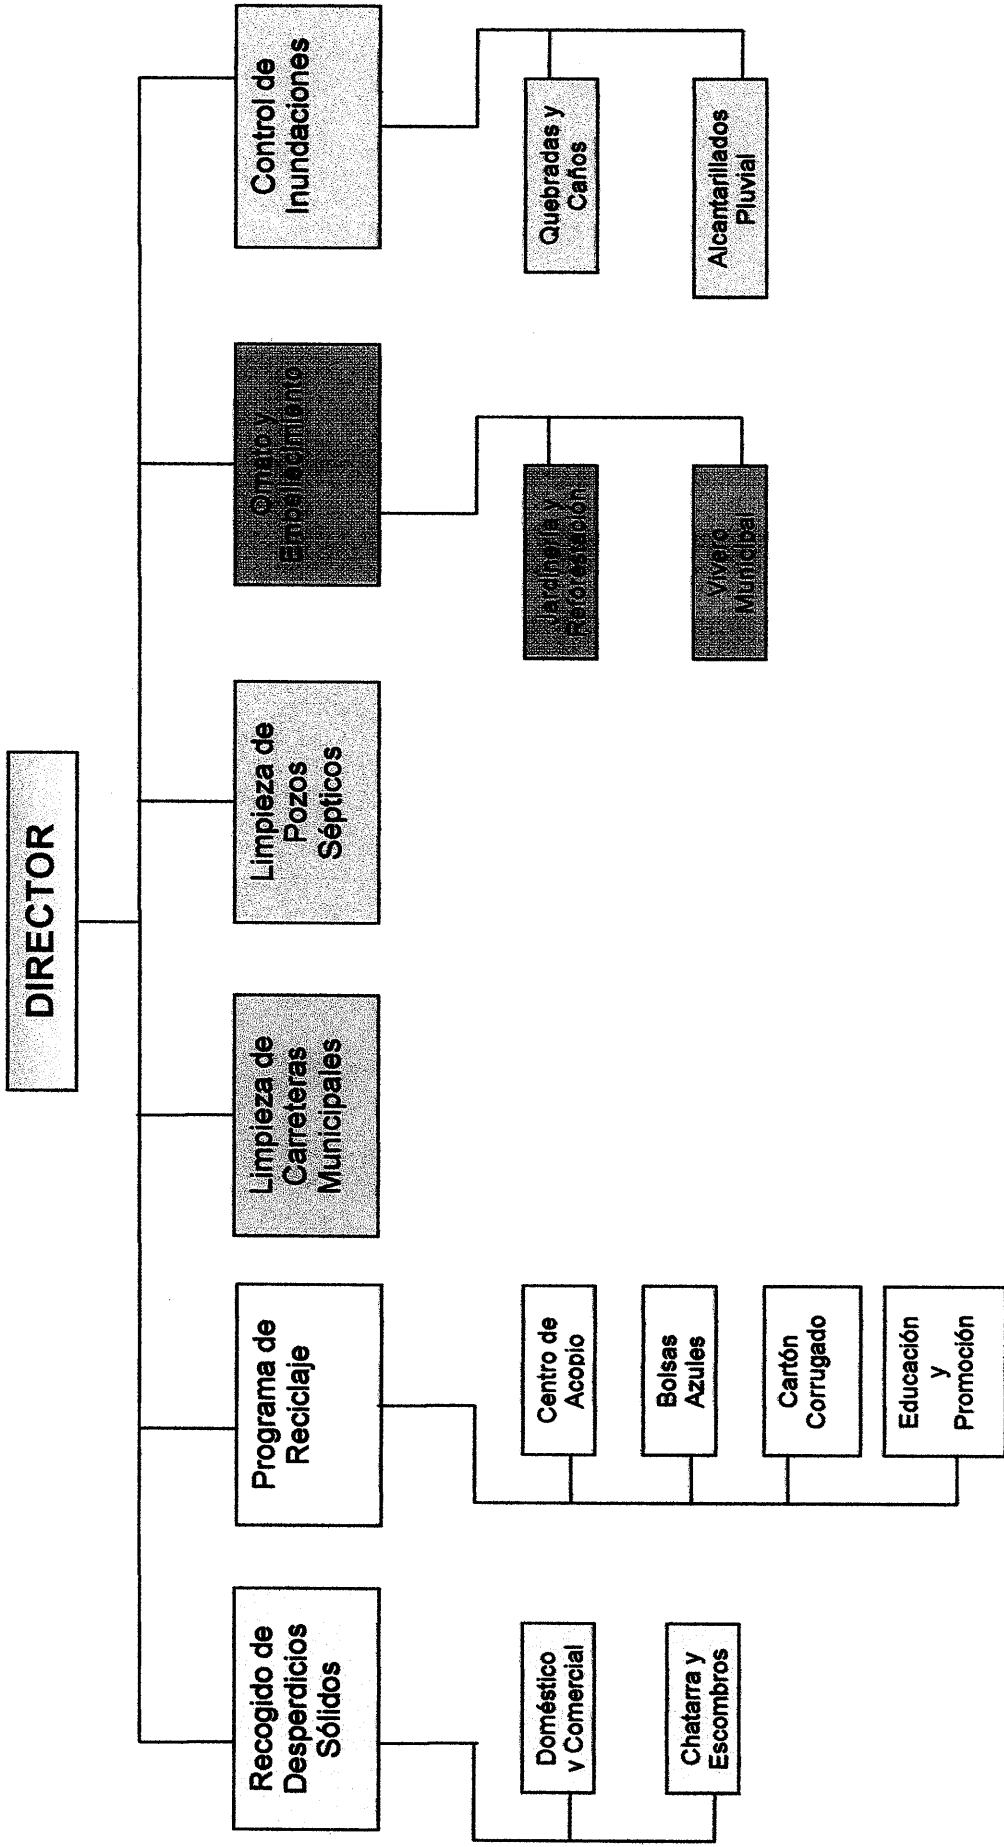 DIRECTOR
Recogido de
Desperdicios
Sólidos
Programa de
Reciclaje
Limpieza de
Carreteras
Municipales
Limpieza de
Pozos
Sépticos
Ornato y
Embellecimiento
Control de
Inundaciones
Doméstico
y Comercial
Chatarra y
Escombros
Centro de
Acopio
Bolsas
Azules
Cartón
Corrugado
Educación
y
Promoción
Jardinería y
Reforestación
Vivero
Municipal
Quebradas y
Caños
Alcantarillados
Pluvial